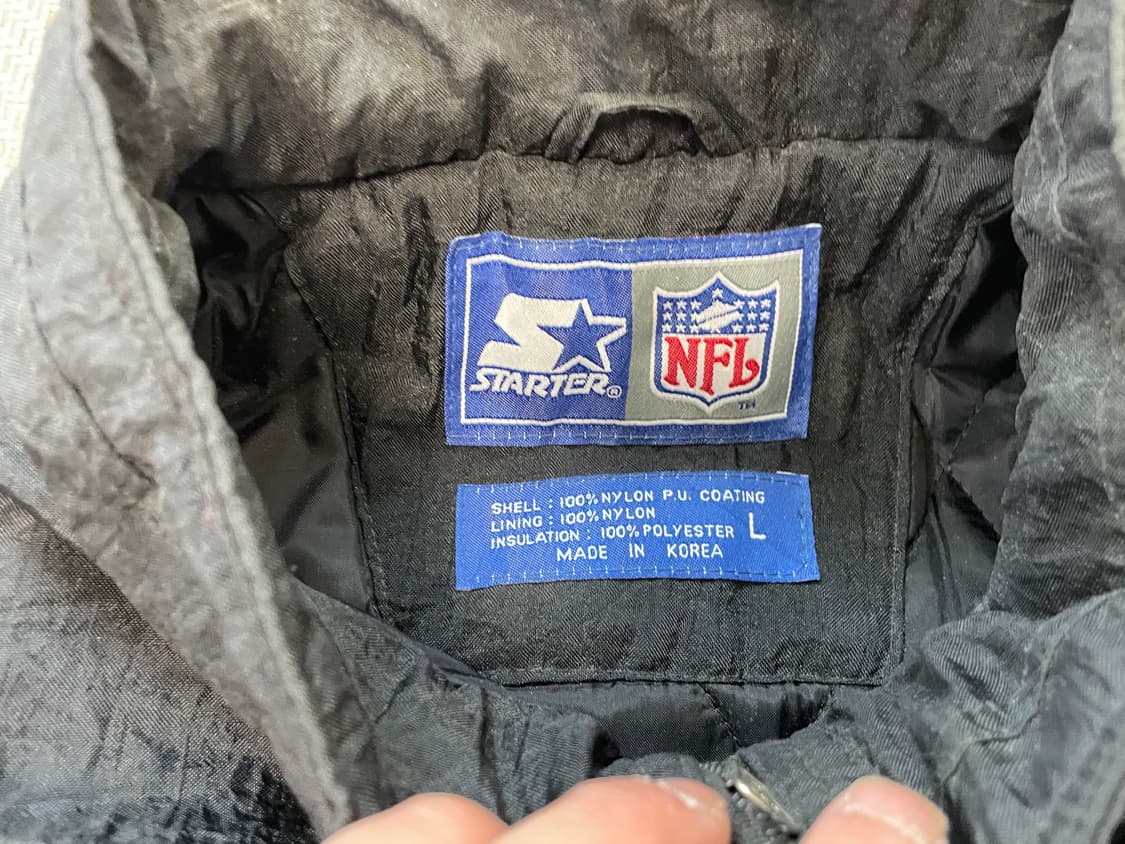 STARTER®
NFL
TM
SHELL : 100% NYLON P.U. COATING
LINING : 100% NYLON
INSULATION : 100% POLYESTER L
MADE IN KOREA